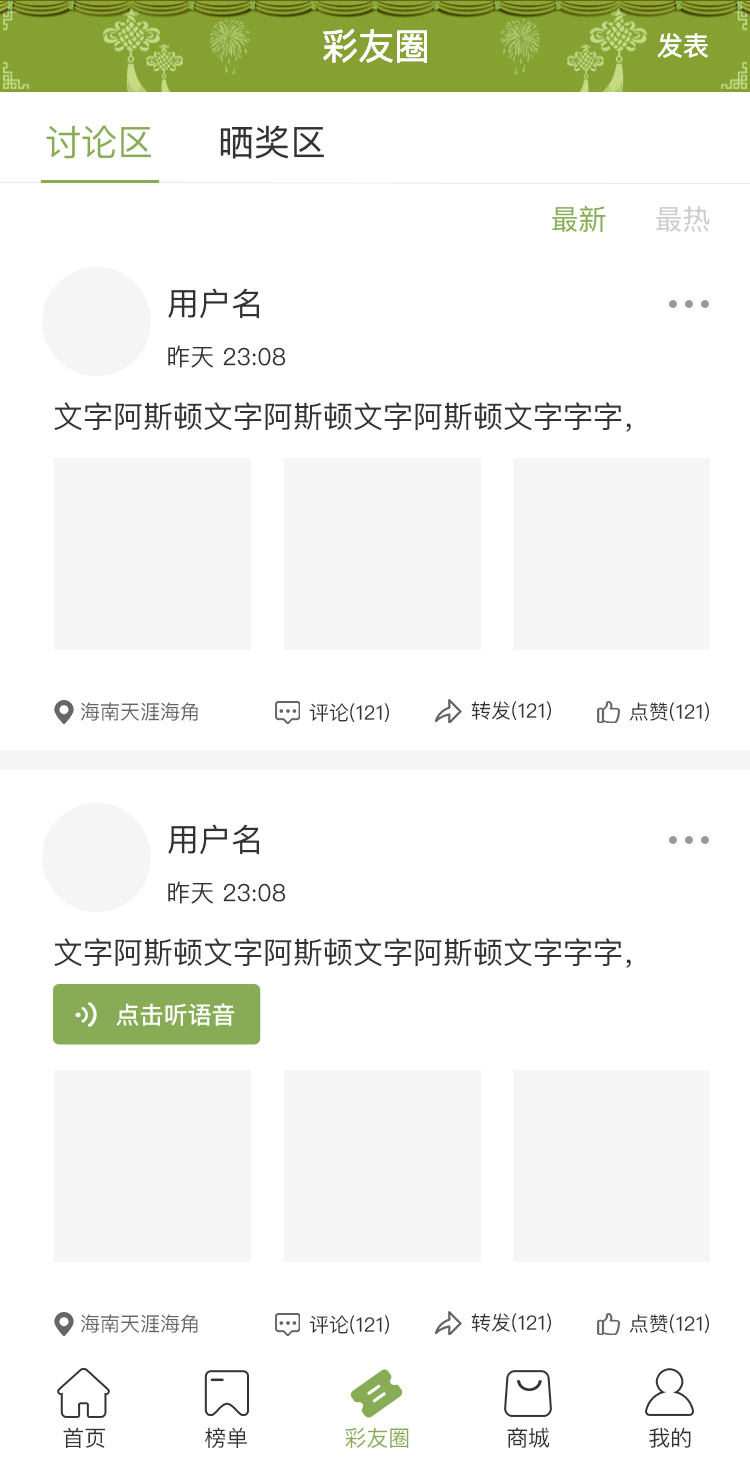 彩友圈 发表
讨论区 晒奖区
最新 最热
用户名
昨天 23:08
文字阿斯顿文字阿斯顿文字阿斯顿文字字字，
海南天涯海角 评论(121) 转发(121) 点赞(121)
用户名
昨天 23:08
文字阿斯顿文字阿斯顿文字阿斯顿文字字字，
点击听语音
海南天涯海角 评论(121) 转发(121) 点赞(121)
首页 榜单 彩友圈 商城 我的